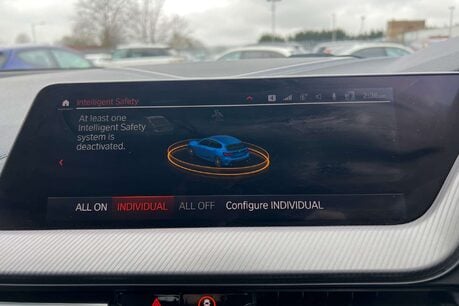 Intelligent Safety
At least one
Intelligent Safety
system is
deactivated.
ALL ON INDIVIDUAL ALL OFF Configure INDIVIDUAL